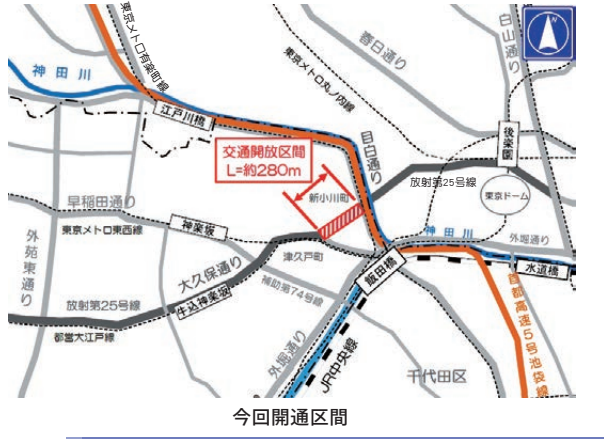 東京メトロ有楽町線
神田川
江戸川橋
春日通り
白山通り
東京メトロ丸ノ内線
目白通り
後楽園
交通開放区間
L=約280m
放射第25号線
東京ドーム
新小川町
早稲田通り
東京メトロ東西線
神楽坂
神田川
外堀通り
外苑東通り
津久戸町
飯田橋
水道橋
大久保通り
補助第74号線
牛込神楽坂
放射第25号線
都営大江戸線
外堀通り
JR中央線
首都高速5号池袋線
千代田区
今回開通区間